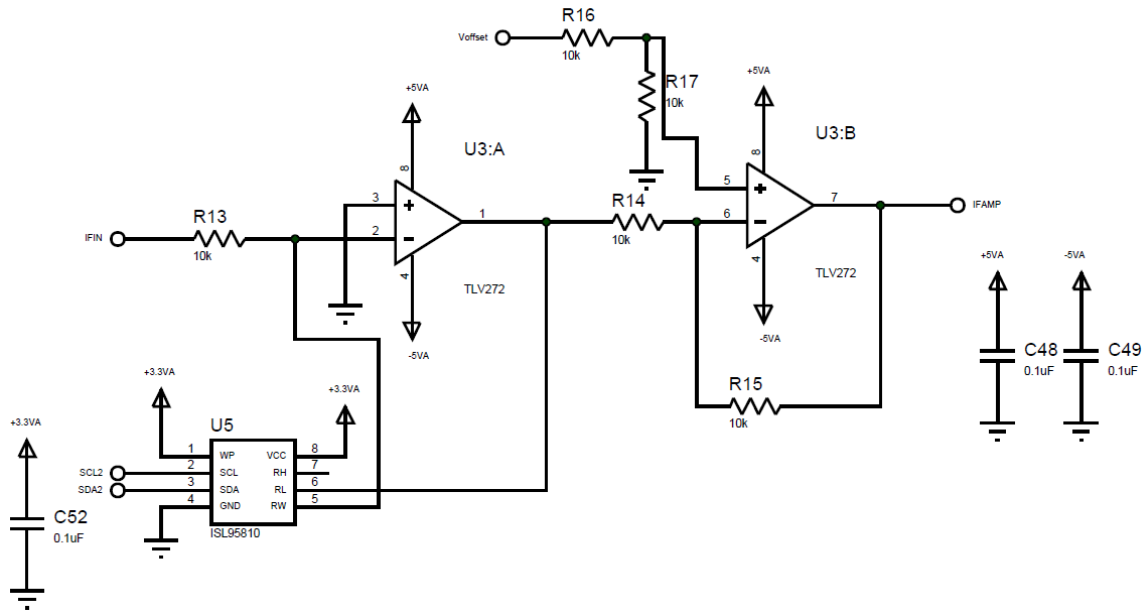 R16
Voffset
10k
R17
10k
+5VA
+5VA
U3:A
U3:B
8
8
3
1
2
4
R13
IFIN
10k
TLV272
-5VA
R14
10k
5
7
6
4
IFAMP
TLV272
-5VA
+5VA
-5VA
C48
0.1uF
C49
0.1uF
R15
10k
+3.3VA
+3.3VA
+3.3VA
U5
1
WP
VCC
8
SCL2
2
SCL
RH
7
SDA2
3
SDA
RL
6
4
GND
RW
5
ISL95810
C52
0.1uF